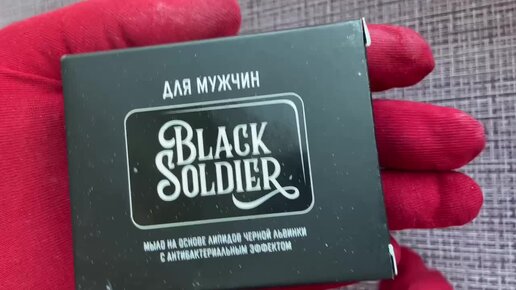 ДЛЯ МУЖЧИН
BLACK
SOLDIER
МЫЛО НА ОСНОВЕ ЛИПИДОВ ЧЕРНОЙ ЛЬВИНКИ
С АНТИБАКТЕРИАЛЬНЫМ ЭФФЕКТОМ